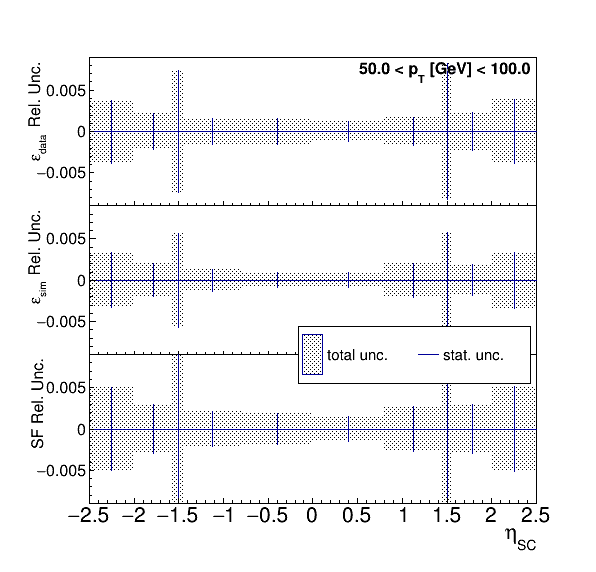 50.0 < p_T [GeV] < 100.0
ε_data Rel. Unc.
0.005
0
−0.005
ε_sim Rel. Unc.
0.005
0
−0.005
total unc.
stat. unc.
SF Rel. Unc.
0.005
0
−0.005
−2.5 −2 −1.5 −1 −0.5 0 0.5 1 1.5 2 2.5
η_SC